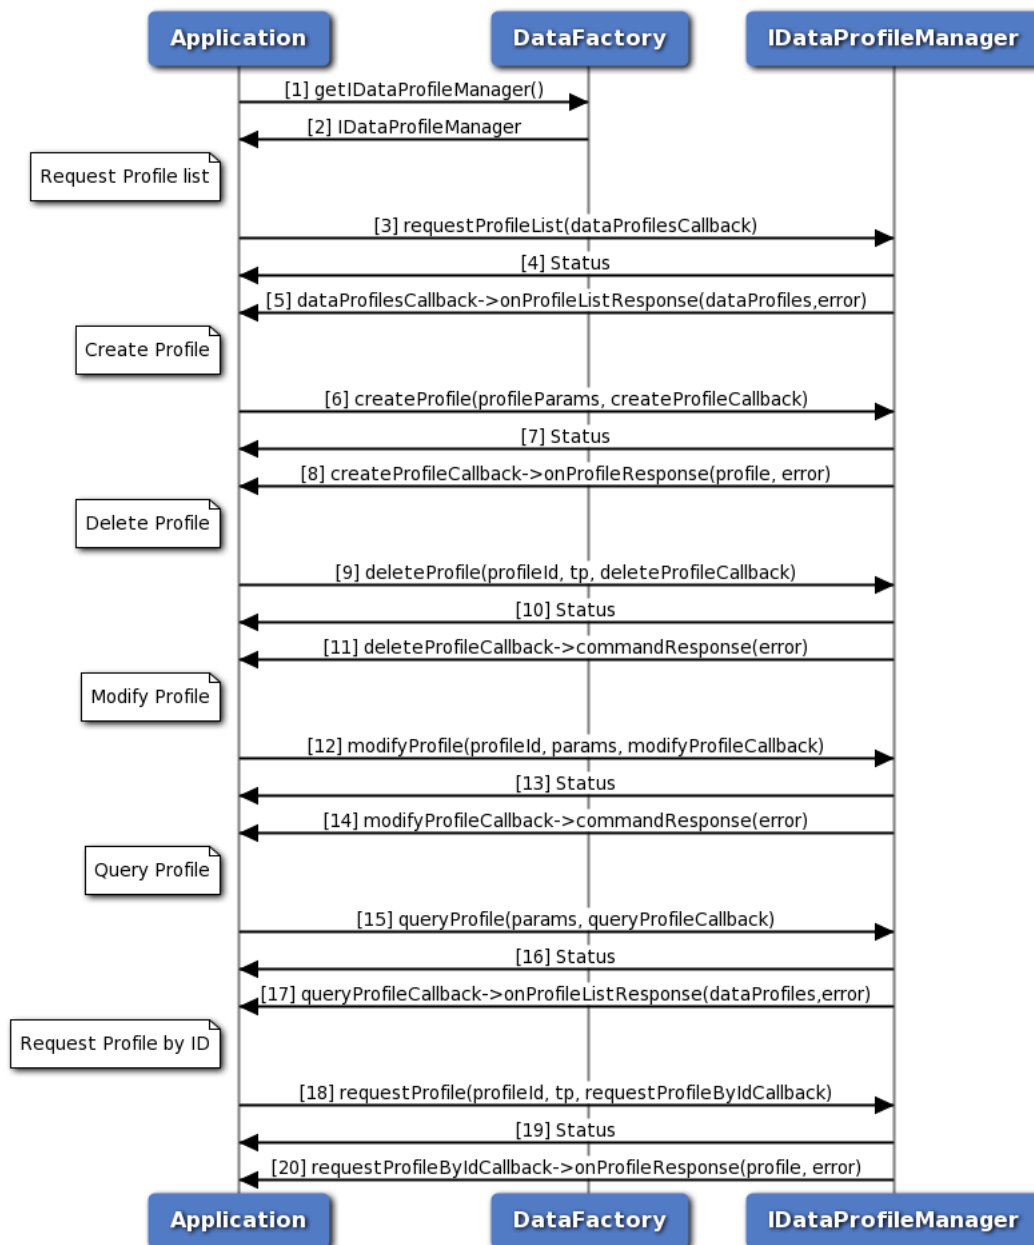 Application
DataFactory
IDataProfileManager
[1] getIDataProfileManager()
[2] IDataProfileManager
Request Profile list
[3] requestProfileList(dataProfilesCallback)
[4] Status
[5] dataProfilesCallback->onProfileListResponse(dataProfiles,error)
Create Profile
[6] createProfile(profileParams, createProfileCallback)
[7] Status
[8] createProfileCallback->onProfileResponse(profile, error)
Delete Profile
[9] deleteProfile(profileId, tp, deleteProfileCallback)
[10] Status
[11] deleteProfileCallback->commandResponse(error)
Modify Profile
[12] modifyProfile(profileId, params, modifyProfileCallback)
[13] Status
[14] modifyProfileCallback->commandResponse(error)
Query Profile
[15] queryProfile(params, queryProfileCallback)
[16] Status
[17] queryProfileCallback->onProfileListResponse(dataProfiles,error)
Request Profile by ID
[18] requestProfile(profileId, tp, requestProfileByIdCallback)
[19] Status
[20] requestProfileByIdCallback->onProfileResponse(profile, error)
Application
DataFactory
IDataProfileManager